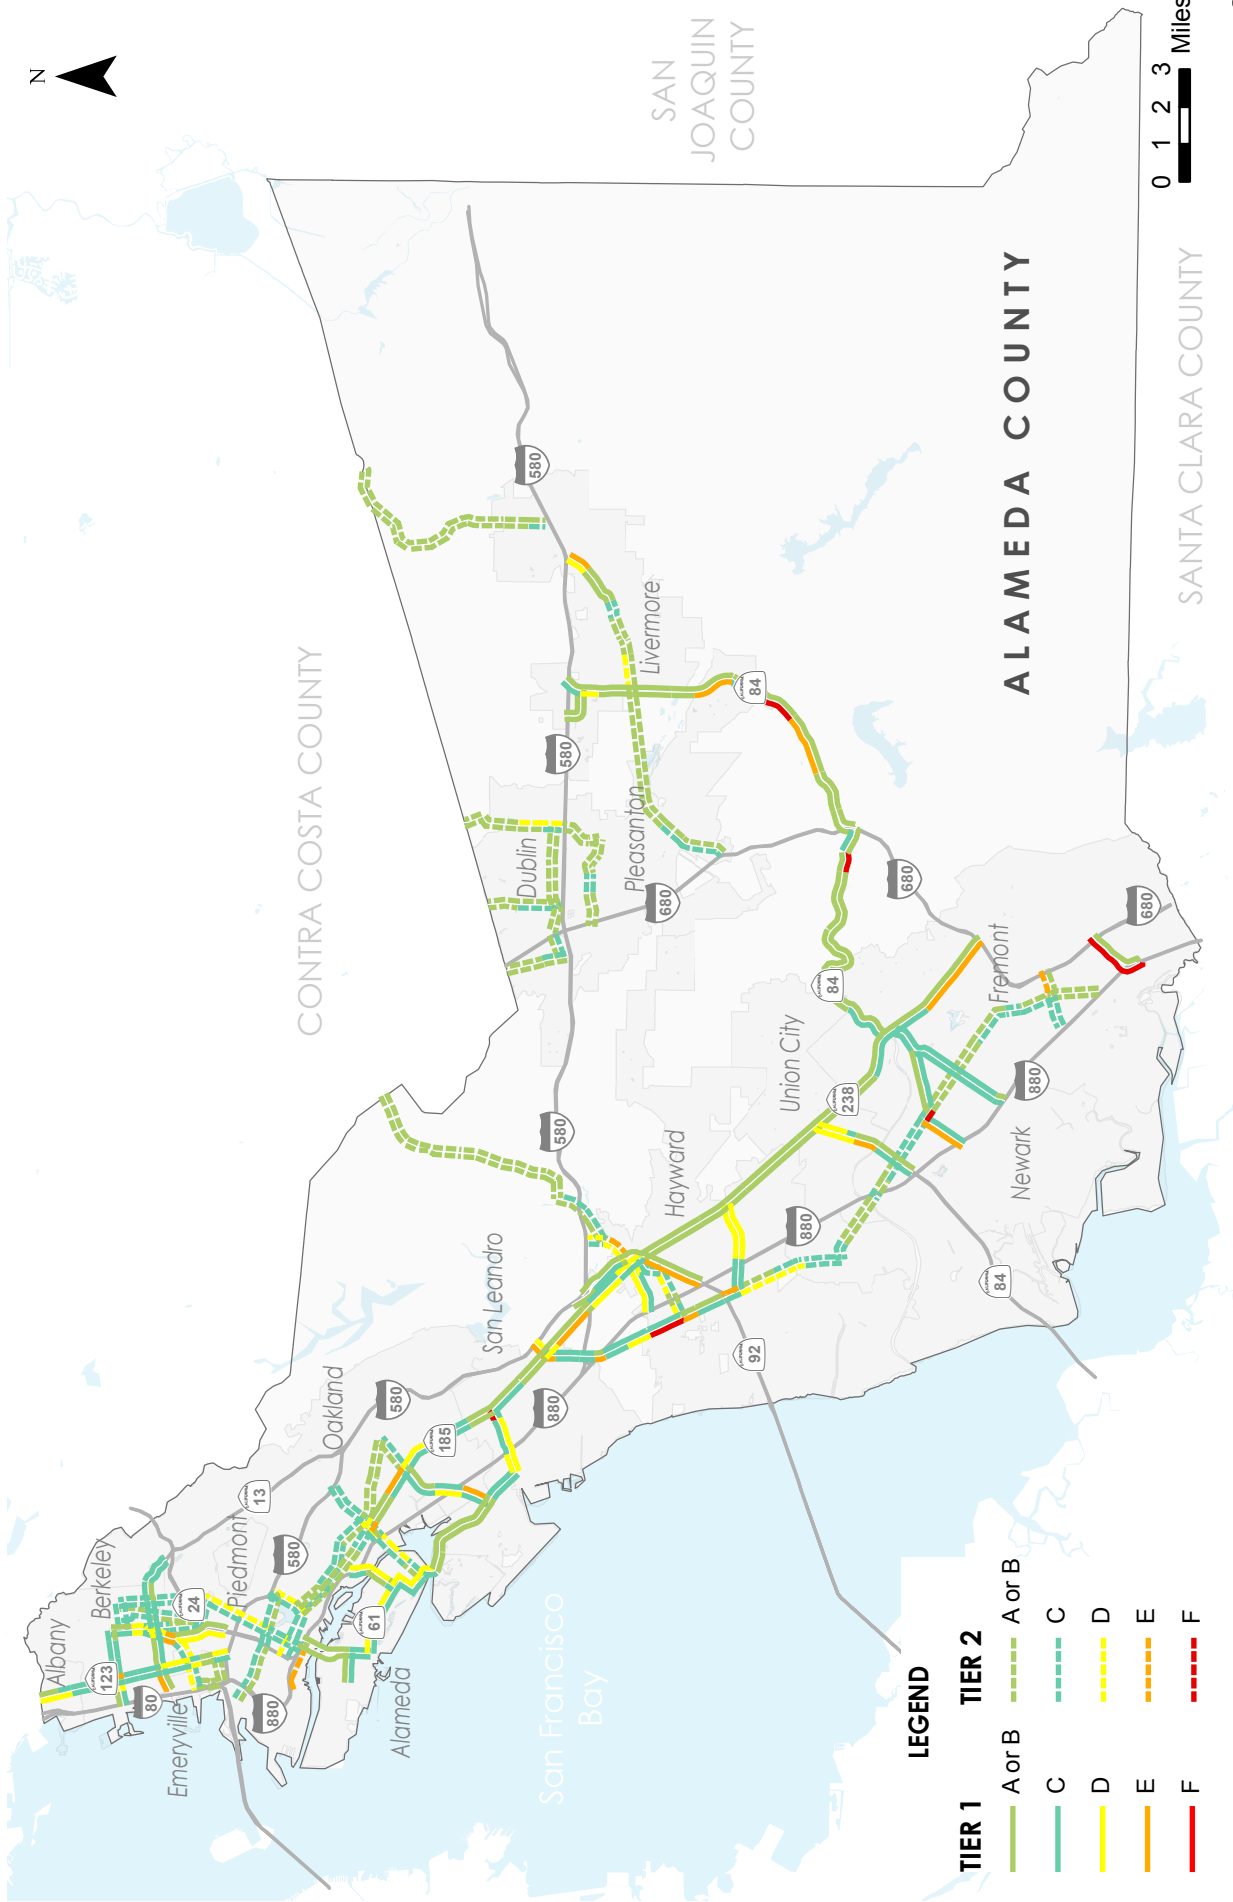 N
CONTRA COSTA COUNTY
SAN
JOAQUIN
COUNTY
ALAMEDA COUNTY
SANTA CLARA COUNTY
San Francisco
Bay
Albany
Berkeley
Emeryville
Piedmont
Oakland
Alameda
San Leandro
Hayward
Union City
Newark
Fremont
Dublin
Pleasanton
Livermore
123
80
24
13
880
580
61
580
185
880
92
580
880
238
84
84
880
680
680
84
680
580
580
84
LEGEND
TIER 1
A or B
C
D
E
F
TIER 2
A or B
C
D
E
F
0 1 2 3
Miles